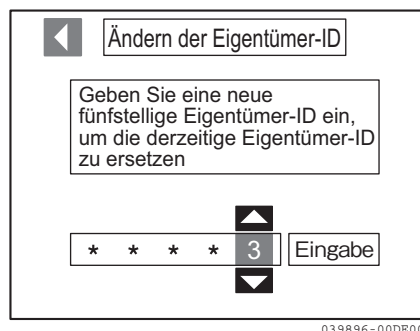 Ändern der Eigentümer-ID
Geben Sie eine neue
fünfstellige Eigentümer-ID ein,
um die derzeitige Eigentümer-ID
zu ersetzen
* * * * 3 Eingabe